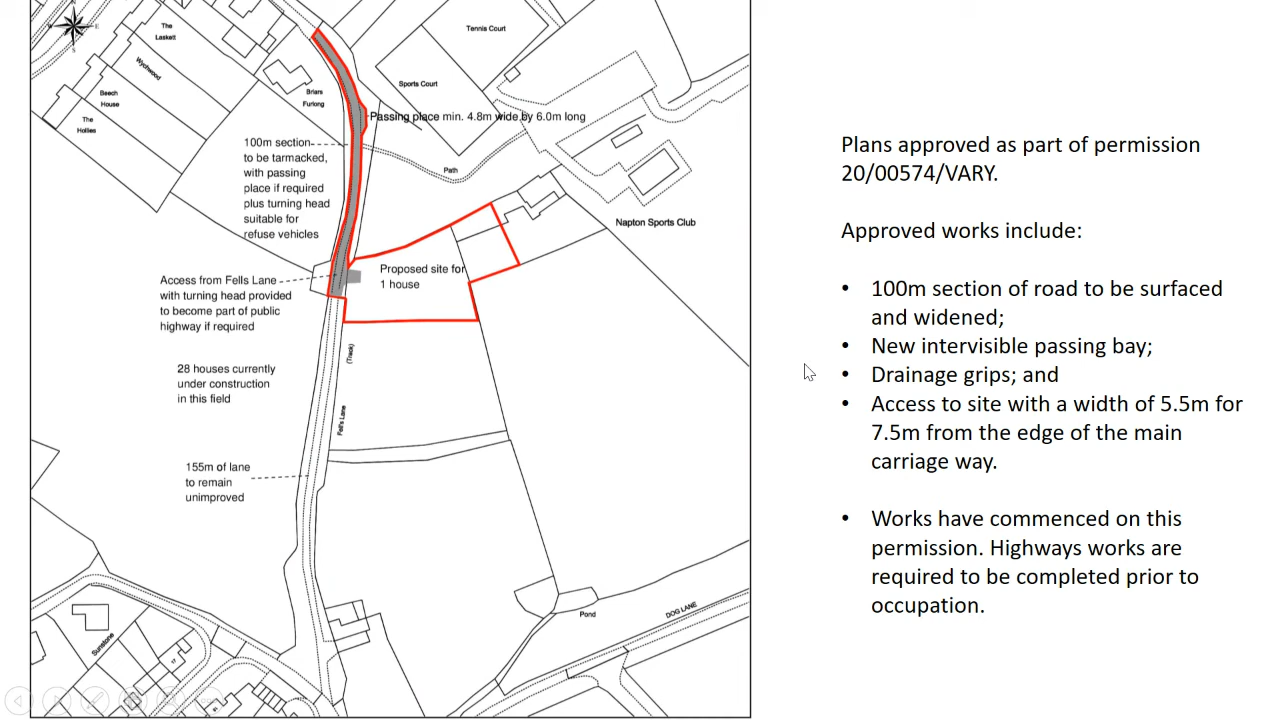 The
Laskett
Wychwood
Beech
House
The
Hollies
Briars
Furlong
Tennis Court
Sports Court
Passing place min. 4.8m wide by 6.0m long
100m section
to be tarmacked,
with passing
place if required
plus turning head
suitable for
refuse vehicles
Path
Napton Sports Club
Proposed site for
1 house
Access from Fells Lane
with turning head provided
to become part of public
highway if required
(Track)
28 houses currently
under construction
in this field
Fell's Lane
155m of lane
to remain
unimproved
Pond
DOG LANE
Sunstone
17
Plans approved as part of permission
20/00574/VARY.
Approved works include:
• 100m section of road to be surfaced
and widened;
• New intervisible passing bay;
• Drainage grips; and
• Access to site with a width of 5.5m for
7.5m from the edge of the main
carriage way.
• Works have commenced on this
permission. Highways works are
required to be completed prior to
occupation.